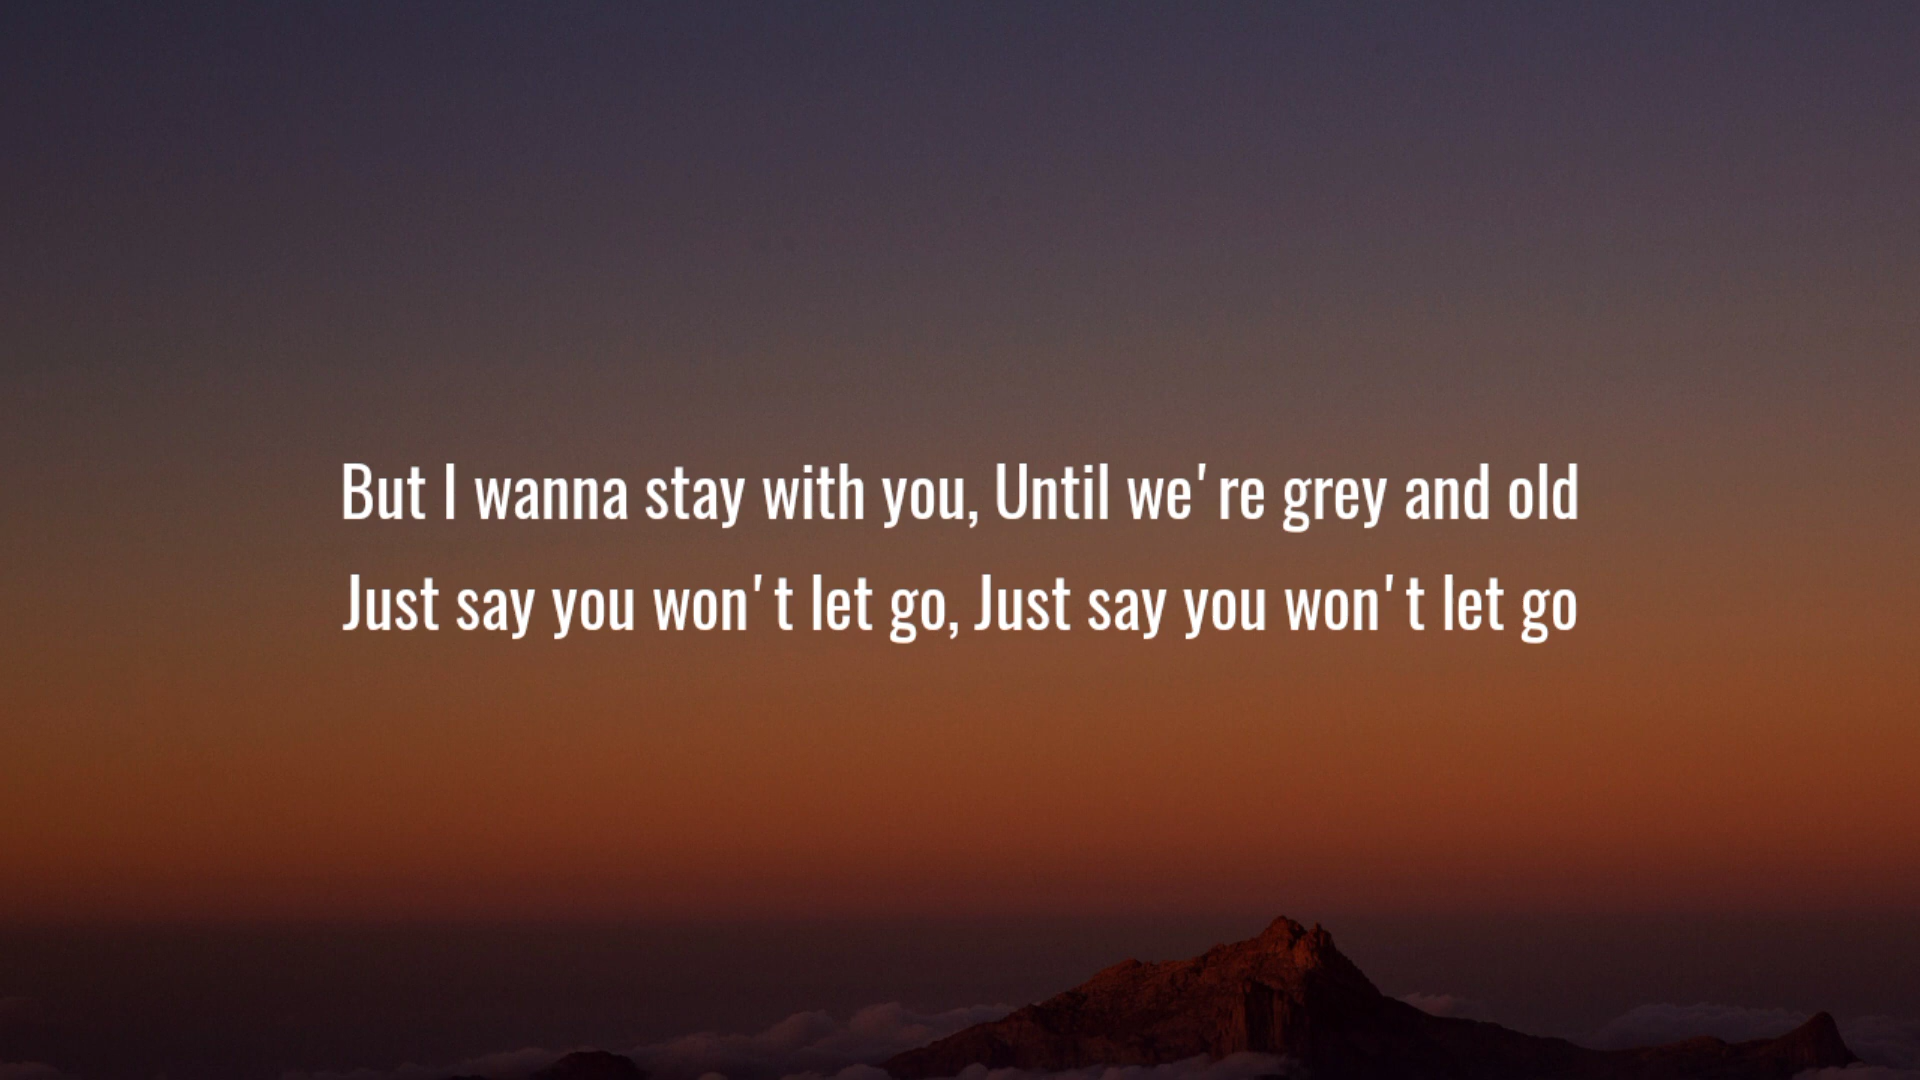 But I wanna stay with you, Until we're grey and old
Just say you won't let go, Just say you won't let go